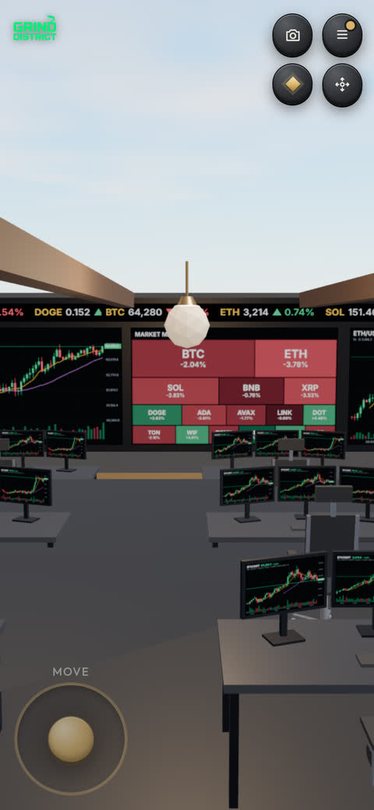 GRIND
DISTRICT
.54% DOGE 0.152 ▲ BTC 64,280 ETH 3,214 ▲ 0.74% SOL 151.4
MARKET M
BTC
-2.04%
ETH
-3.78%
SOL
-3.83%
BNB
-0.78%
XRP
-3.53%
DOGE
ADA
AVAX
LINK
DOT
TON
WIF
ETH/U
MOVE